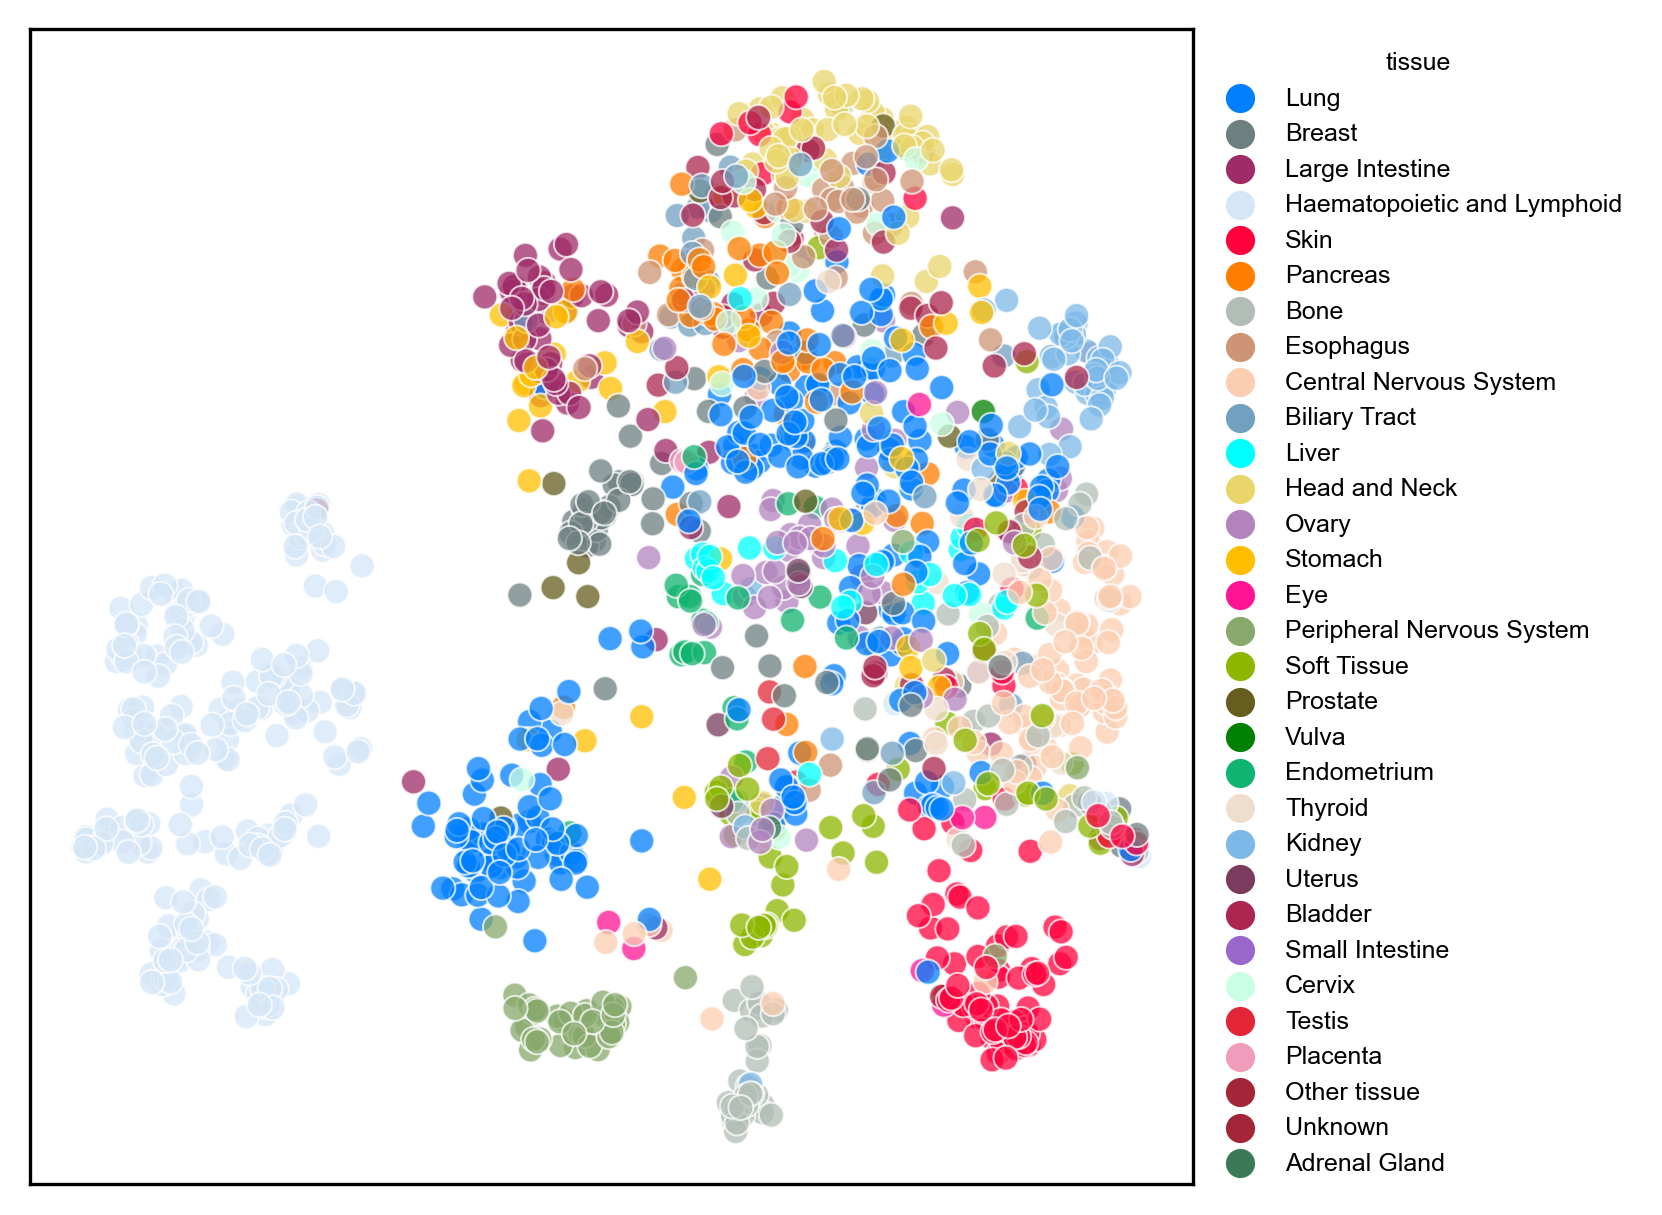 tissue
Lung
Breast
Large Intestine
Haematopoietic and Lymphoid
Skin
Pancreas
Bone
Esophagus
Central Nervous System
Biliary Tract
Liver
Head and Neck
Ovary
Stomach
Eye
Peripheral Nervous System
Soft Tissue
Prostate
Vulva
Endometrium
Thyroid
Kidney
Uterus
Bladder
Small Intestine
Cervix
Testis
Placenta
Other tissue
Unknown
Adrenal Gland